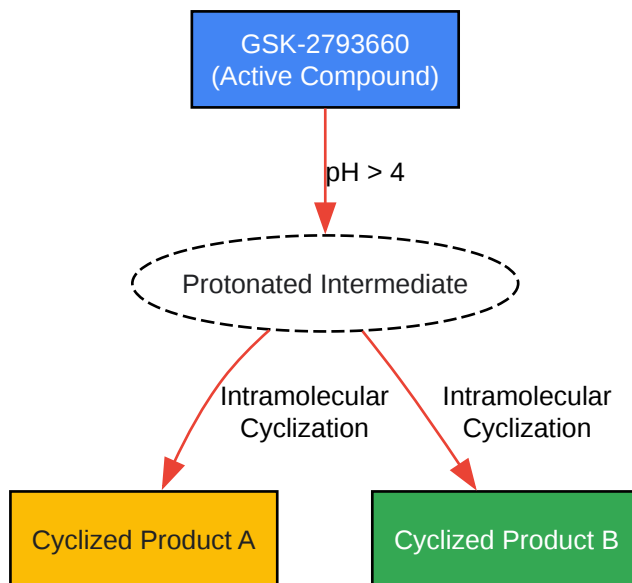 GSK-2793660
(Active Compound)
pH > 4
Protonated Intermediate
Intramolecular
Cyclization
Intramolecular
Cyclization
Cyclized Product A
Cyclized Product B